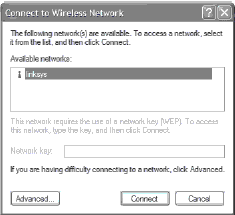 Connect to Wireless Network
The following network(s) are available. To access a network, select
it from the list, and then click Connect.
Available networks:
linksys
This network requires the use of a network key (WEP). To access
this network, type the key, and then click Connect.
Network key:
If you are having difficulty connecting to a network, click Advanced.
Advanced...
Connect
Cancel